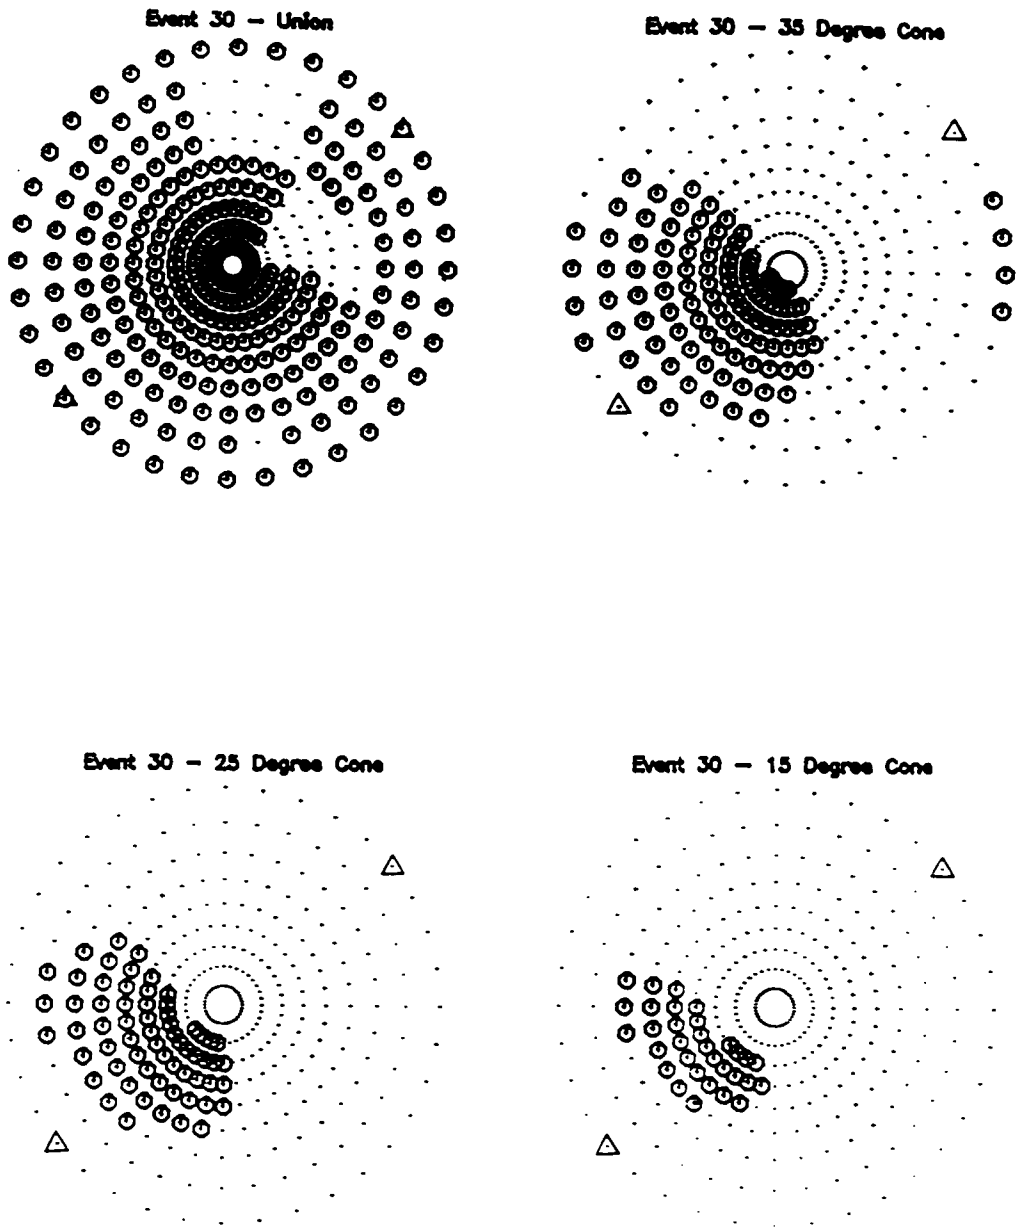 Event 30 - Union
Event 30 - 35 Degree Cone
Event 30 - 25 Degree Cone
Event 30 - 15 Degree Cone